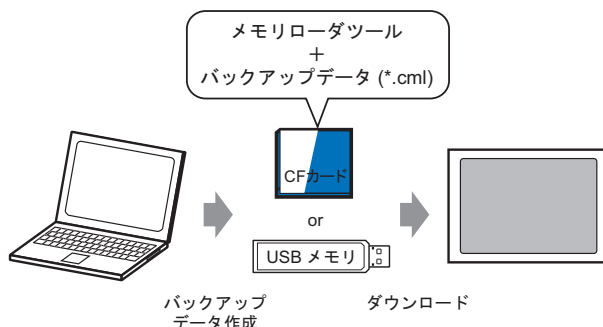 メモリローダツール
+
バックアップデータ (*.cml)
CFカード
or
USB メモリ
バックアップ
データ作成
ダウンロード